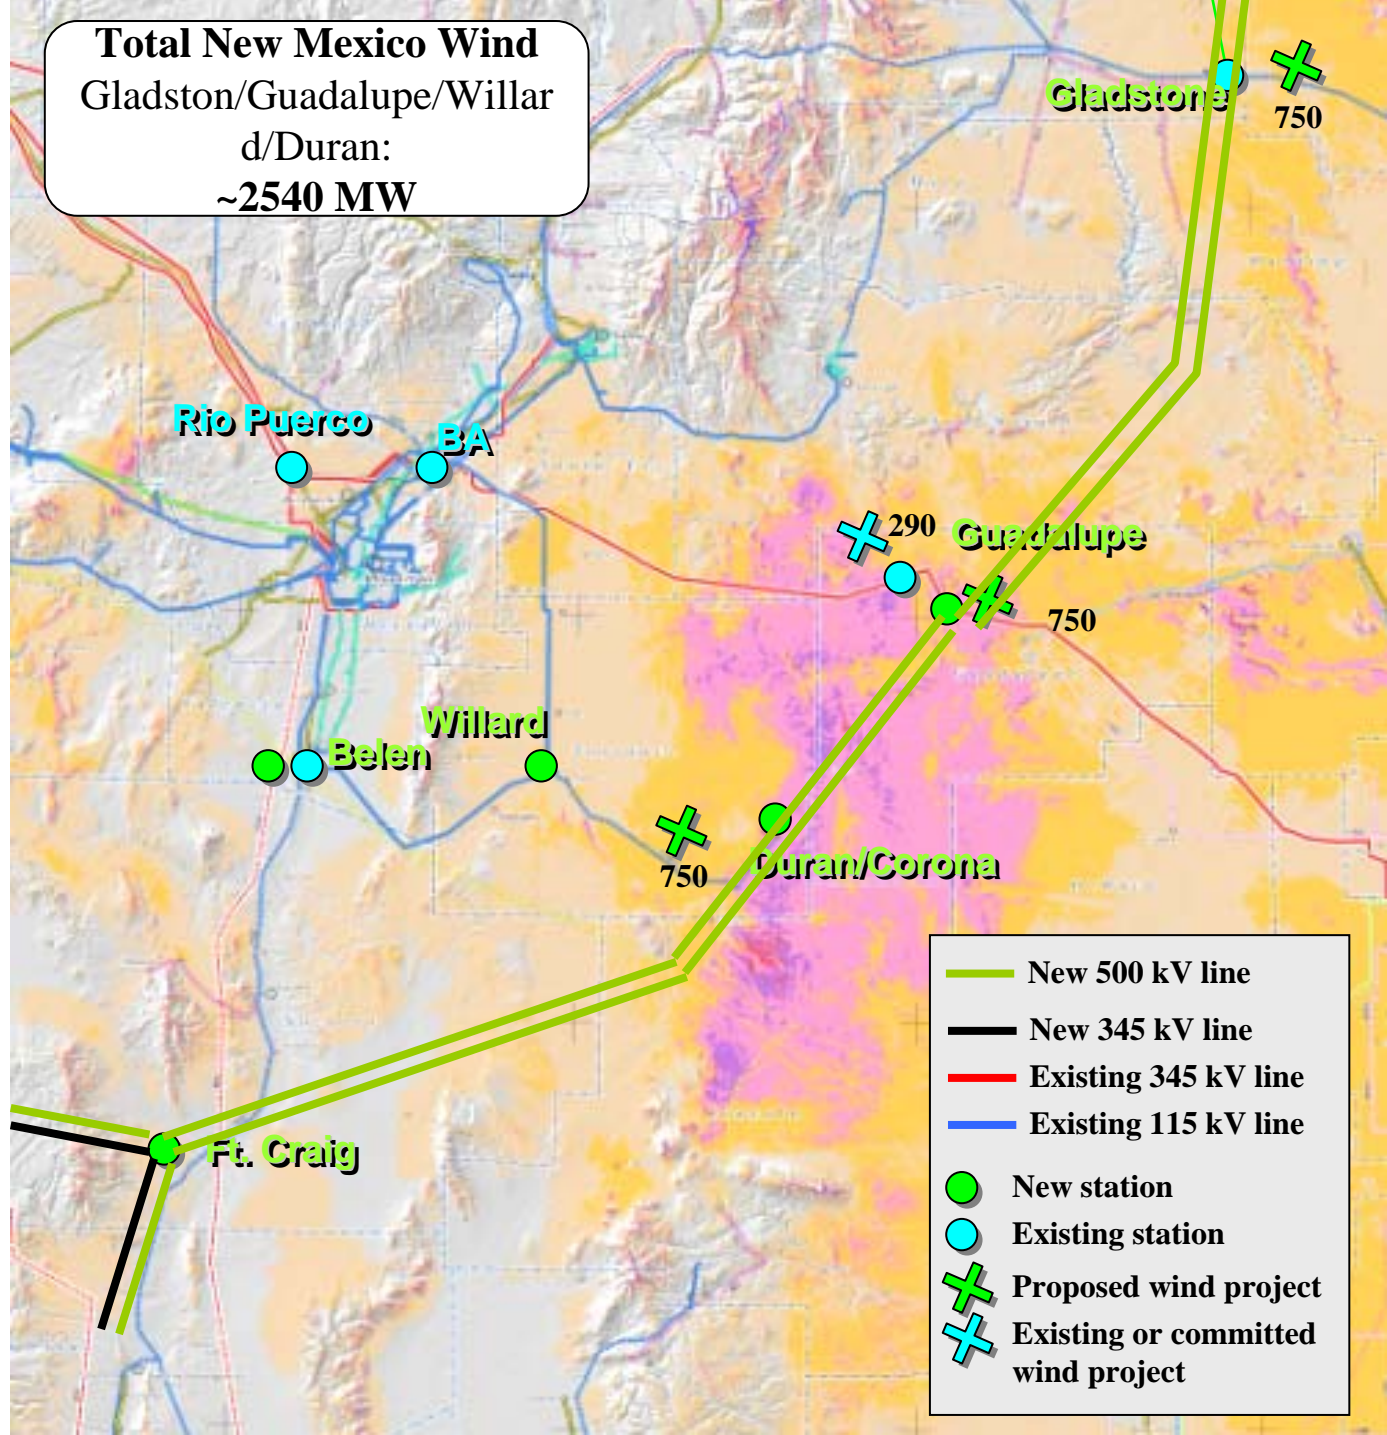 Total New Mexico Wind
Gladston/Guadalupe/Willar
d/Duran:
~2540 MW
Gladstone
750
Rio Puerco
BA
290
Guadalupe
750
Willard
Belen
750
Duran/Corona
Ft. Craig
New 500 kV line
New 345 kV line
Existing 345 kV line
Existing 115 kV line
New station
Existing station
Proposed wind project
Existing or committed
wind project